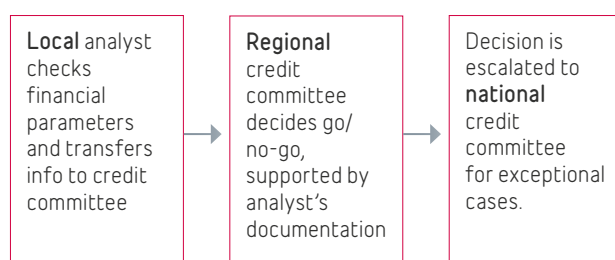 Local analyst
checks
financial
parameters
and transfers
info to credit
committee
Regional
credit
committee
decides go/
no-go,
supported by
analyst's
documentation
Decision is
escalated to
national
credit
committee
for exceptional
cases.